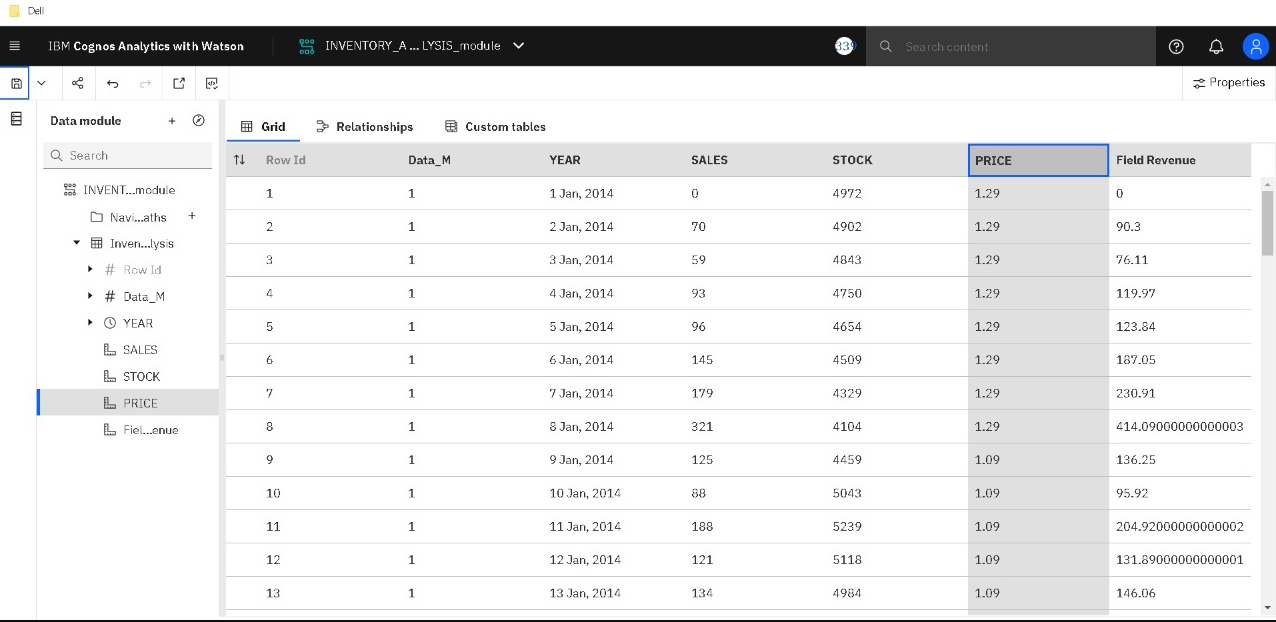 Dell
IBM Cognos Analytics with Watson INVENTORY_A ... LYSIS_module 339 Search content
Properties
Data module
Search
INVENT...module
Navi...aths
Inven...lysis
Row Id
Data_M
YEAR
SALES
STOCK
PRICE
Fiel...enue
Grid Relationships Custom tables
Row Id Data_M YEAR SALES STOCK PRICE Field Revenue
1 1 1 Jan, 2014 0 4972 1.29 0
2 1 2 Jan, 2014 70 4902 1.29 90.3
3 1 3 Jan, 2014 59 4843 1.29 76.11
4 1 4 Jan, 2014 93 4750 1.29 119.97
5 1 5 Jan, 2014 96 4654 1.29 123.84
6 1 6 Jan, 2014 145 4509 1.29 187.05
7 1 7 Jan, 2014 179 4329 1.29 230.91
8 1 8 Jan, 2014 321 4104 1.29 414.09000000000003
9 1 9 Jan, 2014 125 4459 1.09 136.25
10 1 10 Jan, 2014 88 5043 1.09 95.92
11 1 11 Jan, 2014 188 5239 1.09 204.92000000000002
12 1 12 Jan, 2014 121 5118 1.09 131.89000000000001
13 1 13 Jan, 2014 134 4984 1.09 146.06